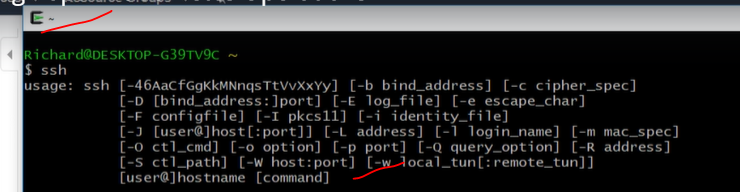 ~
Richard@DESKTOP-G39TV9C ~
$ ssh
usage: ssh [-46AaCfGgKkMNnqsTtVvXxYy] [-b bind_address] [-c cipher_spec]
[-D [bind_address:]port] [-E log_file] [-e escape_char]
[-F configfile] [-I pkcs11] [-i identity_file]
[-J [user@]host[:port]] [-L address] [-l login_name] [-m mac_spec]
[-O ctl_cmd] [-o option] [-p port] [-Q query_option] [-R address]
[-S ctl_path] [-W host:port] [-w local_tun[:remote_tun]]
[user@]hostname [command]